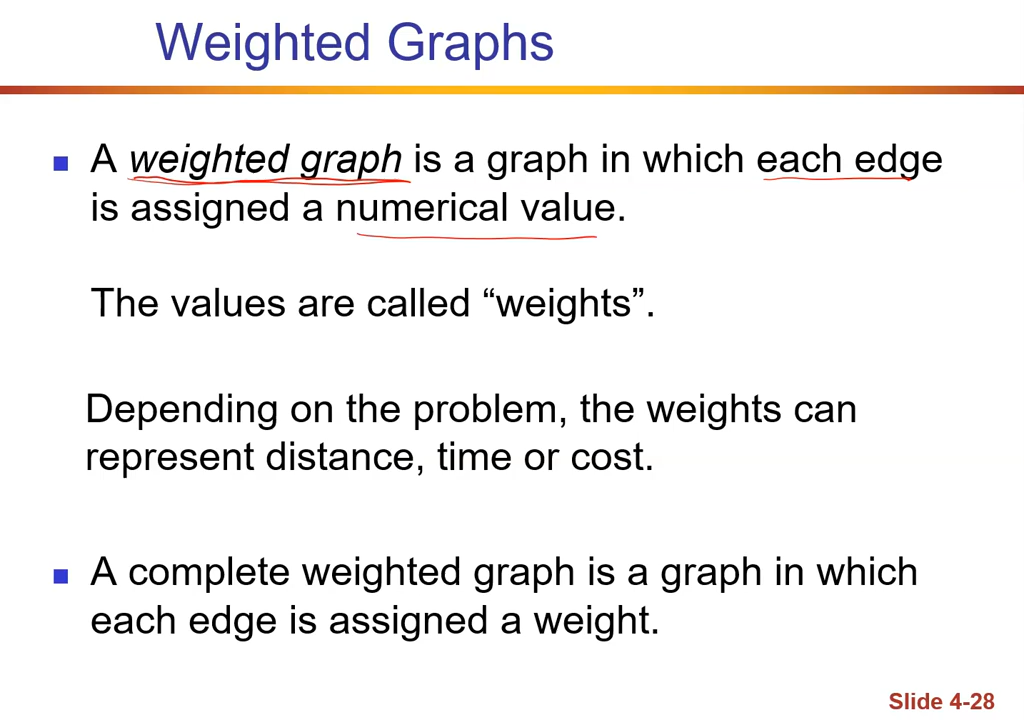 Weighted Graphs
A weighted graph is a graph in which each edge
is assigned a numerical value.
The values are called “weights”.
Depending on the problem, the weights can
represent distance, time or cost.
A complete weighted graph is a graph in which
each edge is assigned a weight.
Slide 4-28